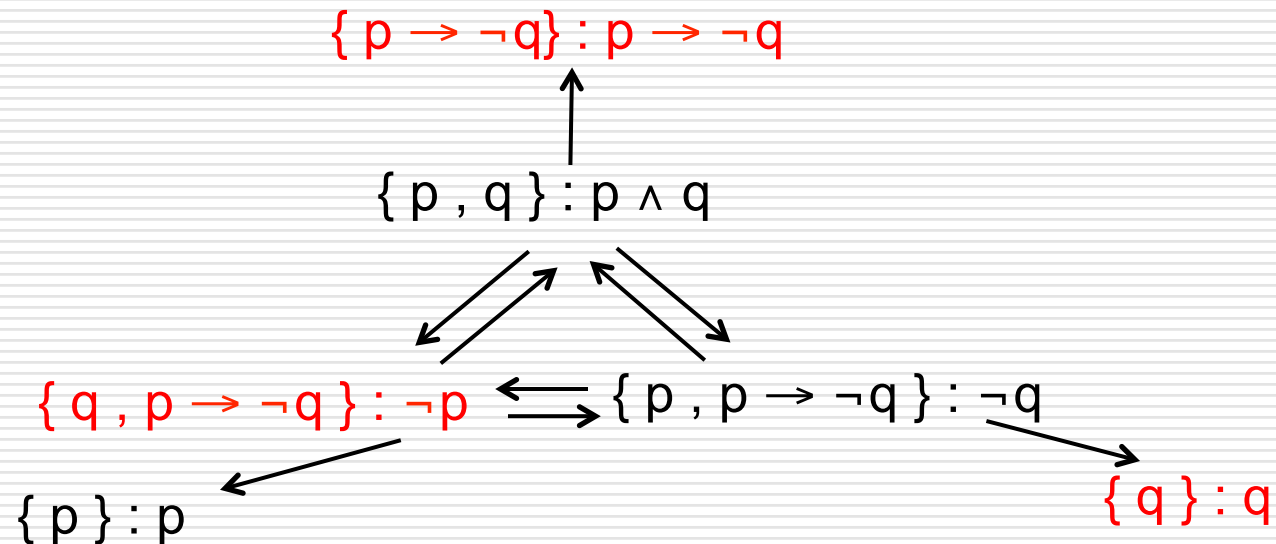 { p → ¬q} : p → ¬q
{ p , q } : p ∧ q
{ q , p → ¬q } : ¬p
{ p , p → ¬q } : ¬q
{ p } : p
{ q } : q